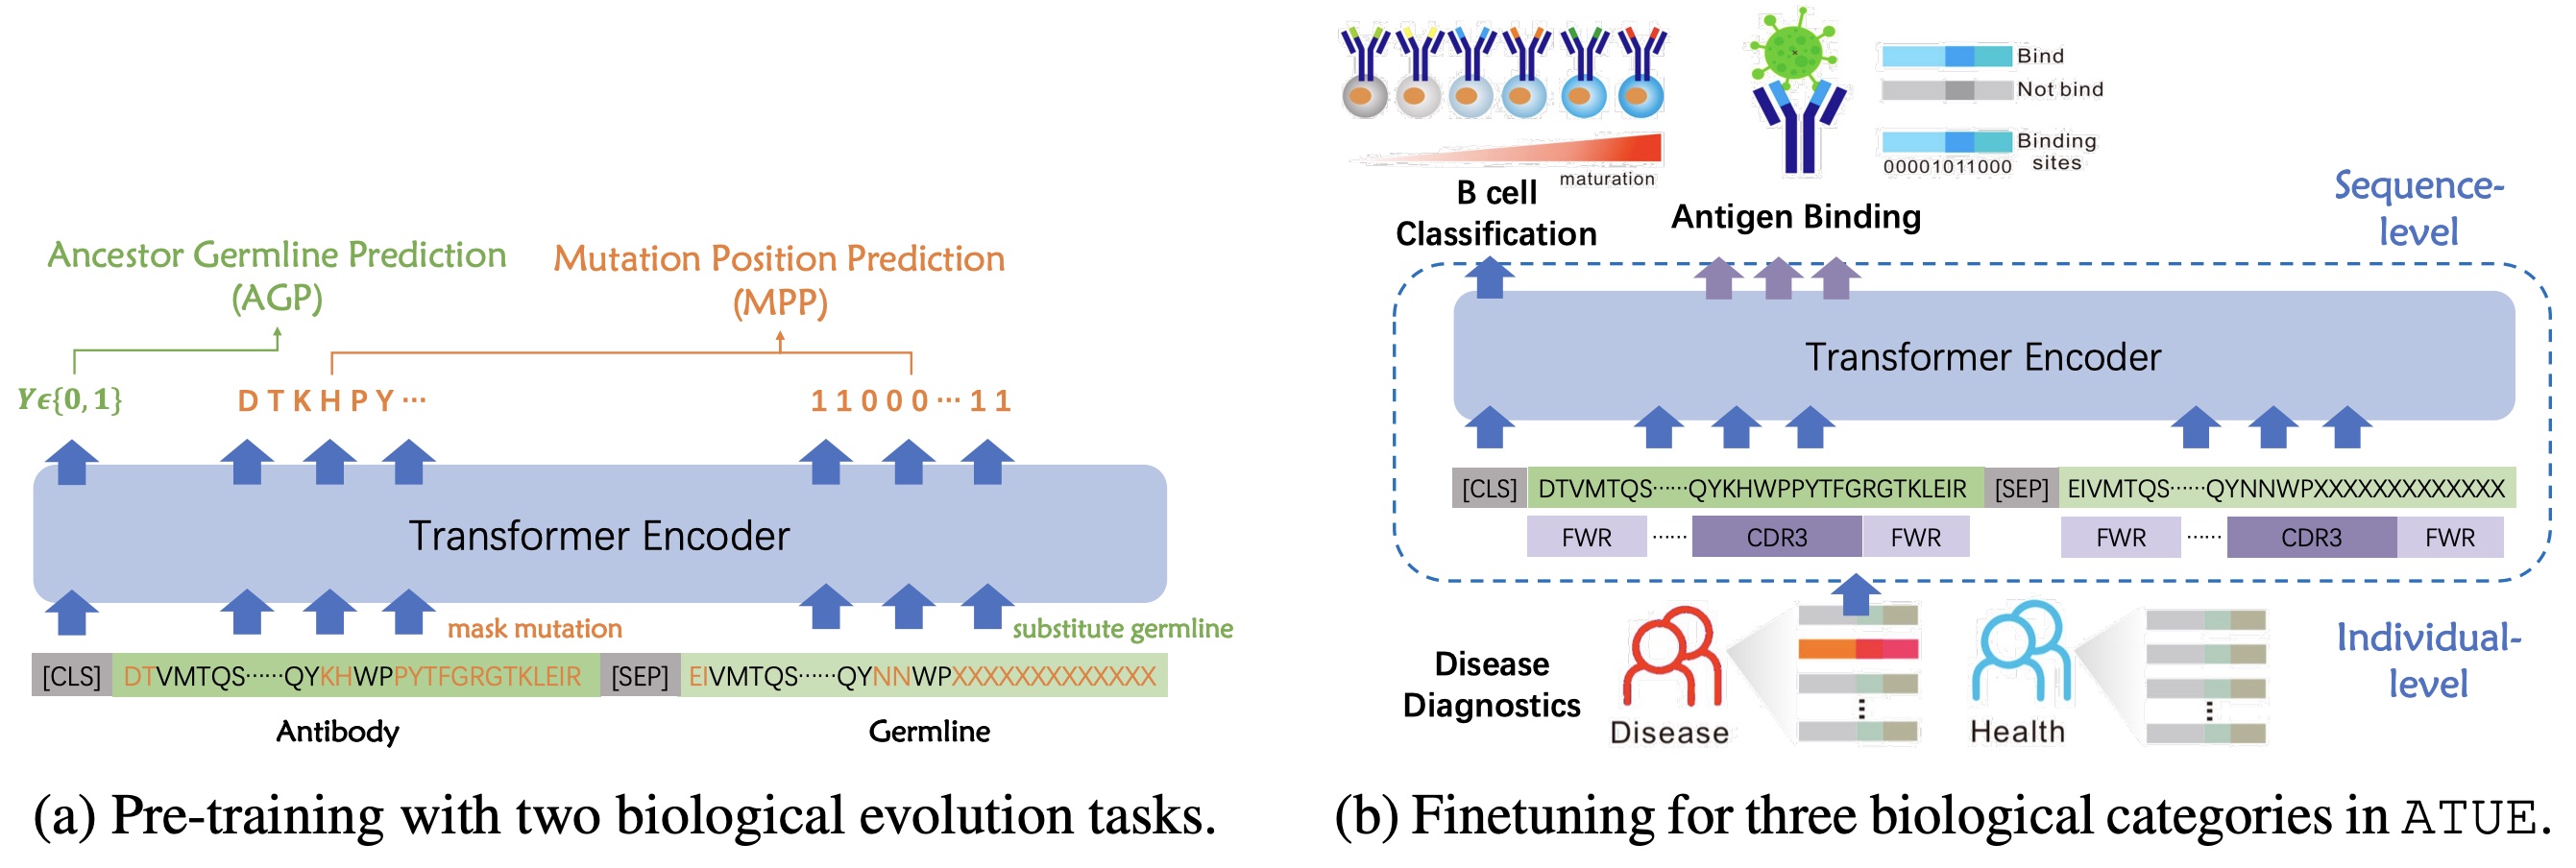 Ancestor Germline Prediction
(AGP)
Mutation Position Prediction
(MPP)
Yϵ{0,1}
D T K H P Y ···
1 1 0 0 0 ··· 1 1
Transformer Encoder
mask mutation
substitute germline
[CLS] DTVMTQS······QYKHWPPYTFGRGTKLEIR [SEP] EIVMTQS······QYNNWPXXXXXXXXXXXXX
Antibody
Germline
(a) Pre-training with two biological evolution tasks.
maturation
B cell
Classification
Bind
Not bind
Binding
sites
00001011000
Antigen Binding
Sequence-
level
Transformer Encoder
[CLS] DTVMTQS······QYKHWPPYTFGRGTKLEIR [SEP] EIVMTQS······QYNNWPXXXXXXXXXXXXX
FWR ······ CDR3 FWR FWR ······ CDR3 FWR
Disease
Diagnostics
Disease
Health
Individual-
level
(b) Finetuning for three biological categories in ATUE.